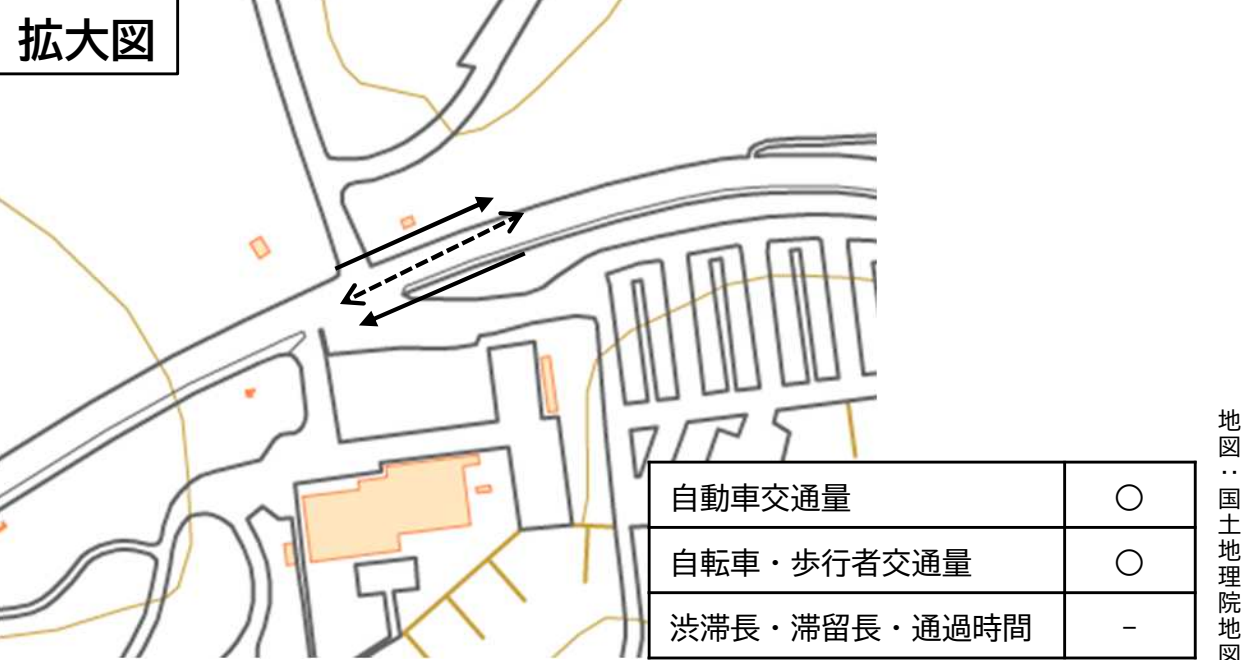 拡大図
自動車交通量 ○
自転車・歩行者交通量 ○
渋滞長・滞留長・通過時間 －
地図：国土地理院地図